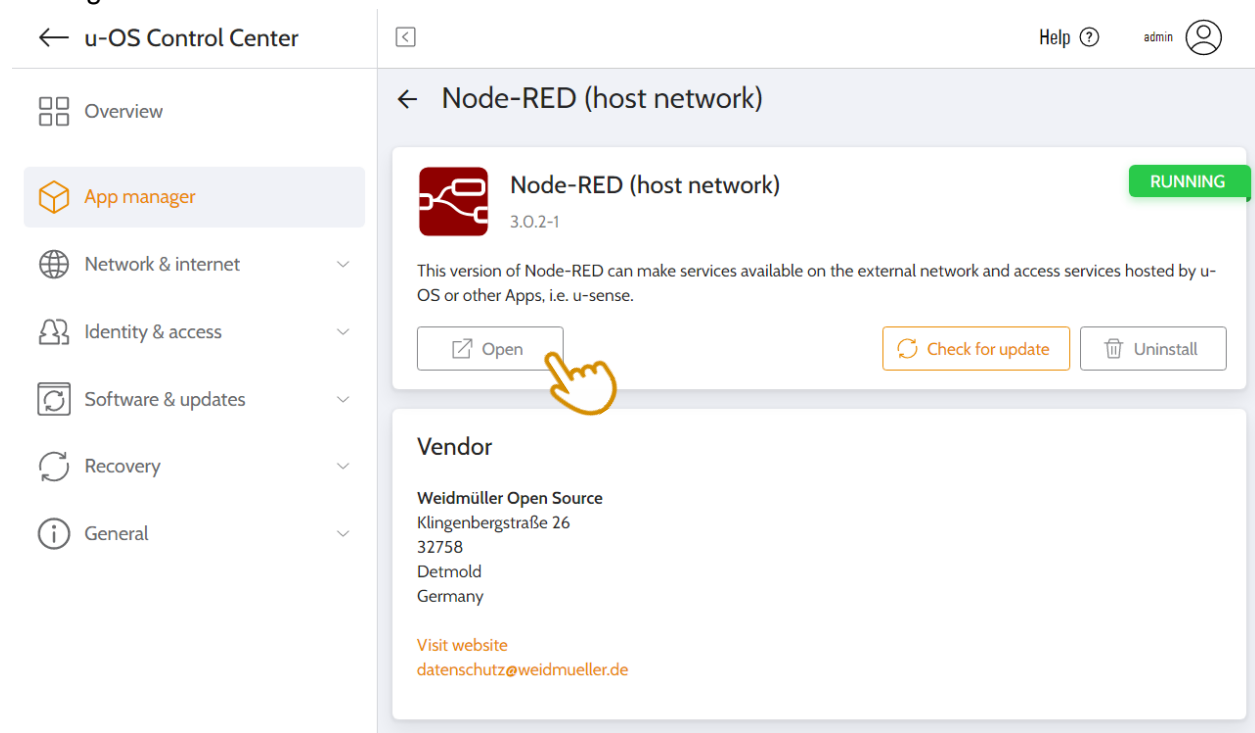 u-OS Control Center
Help
admin
Overview
App manager
Network & internet
Identity & access
Software & updates
Recovery
General
Node-RED (host network)
Node-RED (host network)
RUNNING
3.0.2-1
This version of Node-RED can make services available on the external network and access services hosted by u-
OS or other Apps, i.e. u-sense.
Open
Check for update
Uninstall
Vendor
Weidmüller Open Source
Klingenbergstraße 26
32758
Detmold
Germany
Visit website
datenschutz@weidmueller.de